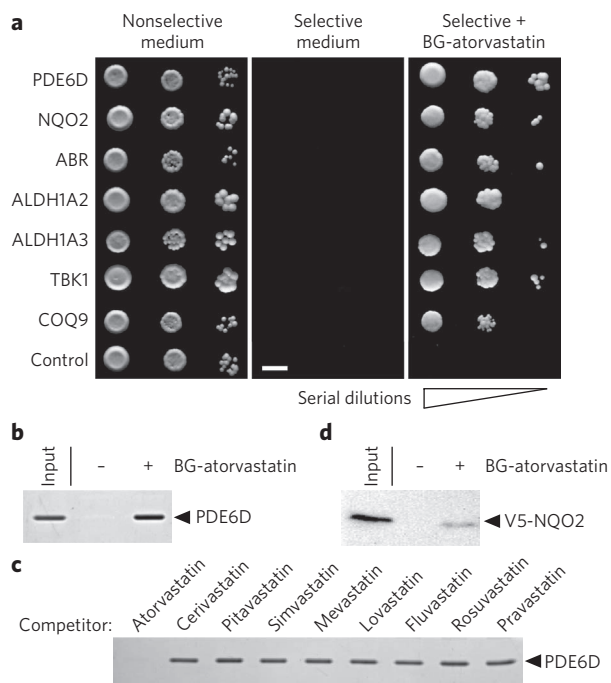 a
Nonselective medium
Selective medium
Selective + BG-atorvastatin
PDE6D
NQO2
ABR
ALDH1A2
ALDH1A3
TBK1
COQ9
Control
Serial dilutions
b
Input
–
+
BG-atorvastatin
PDE6D
d
Input
–
+
BG-atorvastatin
V5-NQO2
c
Competitor:
Atorvastatin
Cerivastatin
Pitavastatin
Simvastatin
Mevastatin
Lovastatin
Fluvastatin
Rosuvastatin
Pravastatin
PDE6D